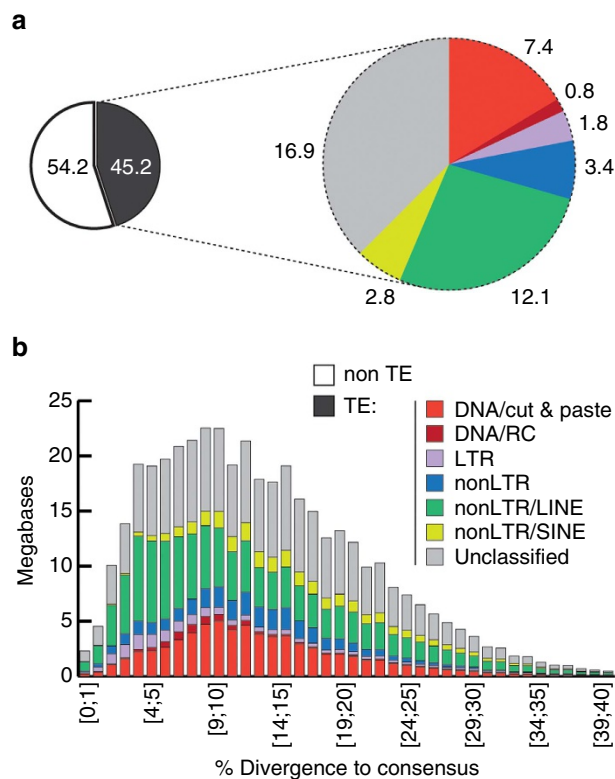 a
54.2
45.2
7.4
0.8
1.8
3.4
12.1
2.8
16.9
b
non TE
TE:
DNA/cut & paste
DNA/RC
LTR
nonLTR
nonLTR/LINE
nonLTR/SINE
Unclassified
Megabases
25
20
15
10
5
0
[0;1]
[4;5]
[9;10]
[14;15]
[19;20]
[24;25]
[29;30]
[34;35]
[39;40]
% Divergence to consensus